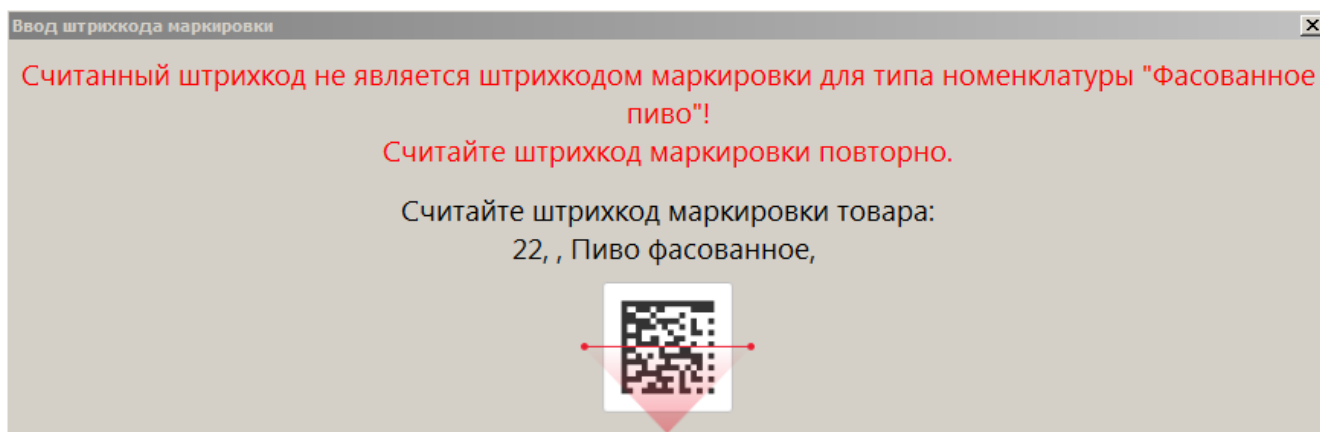 Ввод штрихкода маркировки
Считанный штрихкод не является штрихкодом маркировки для типа номенклатуры "Фасованное
пиво"!
Считайте штрихкод маркировки повторно.
Считайте штрихкод маркировки товара:
22, , Пиво фасованное,